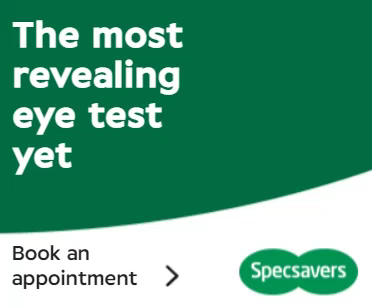 The most
revealing
eye test
yet
Book an
appointment
Specsavers